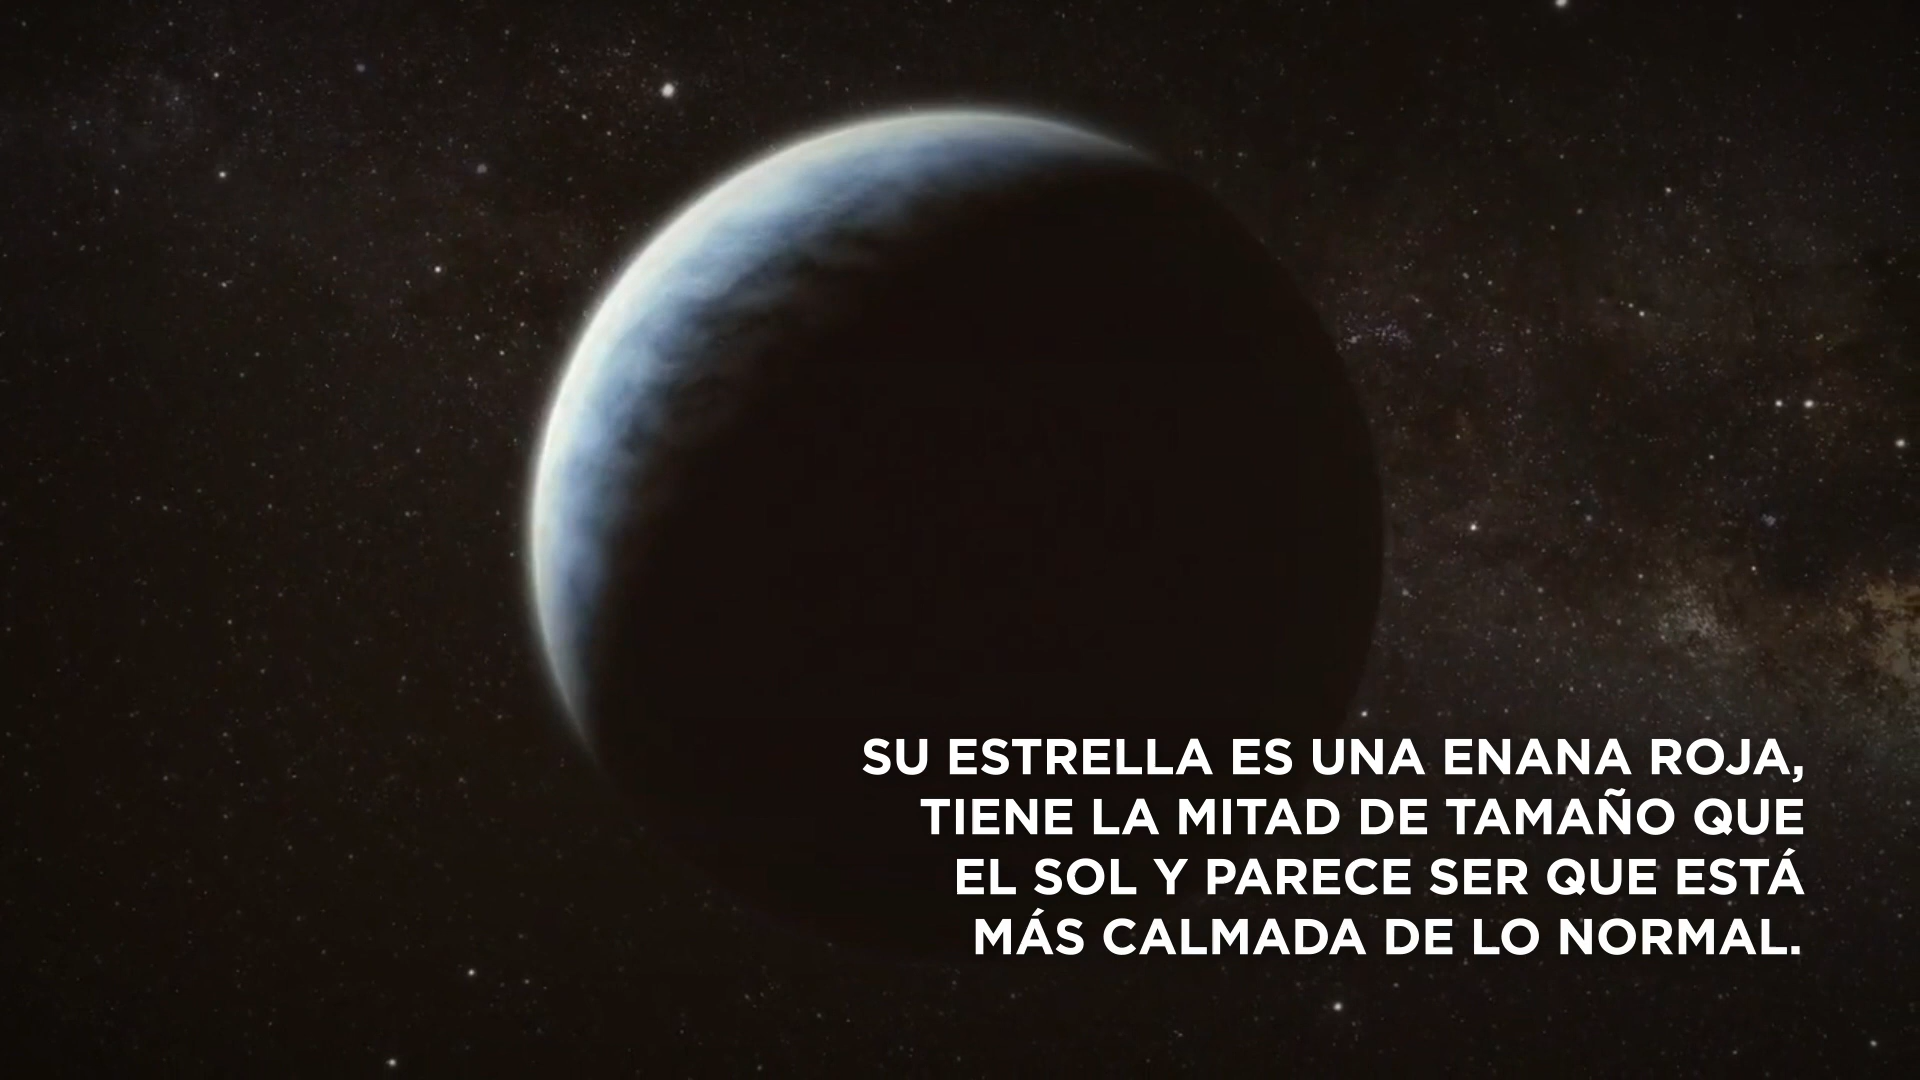 SU ESTRELLA ES UNA ENANA ROJA,
TIENE LA MITAD DE TAMAÑO QUE
EL SOL Y PARECE SER QUE ESTÁ
MÁS CALMADA DE LO NORMAL.